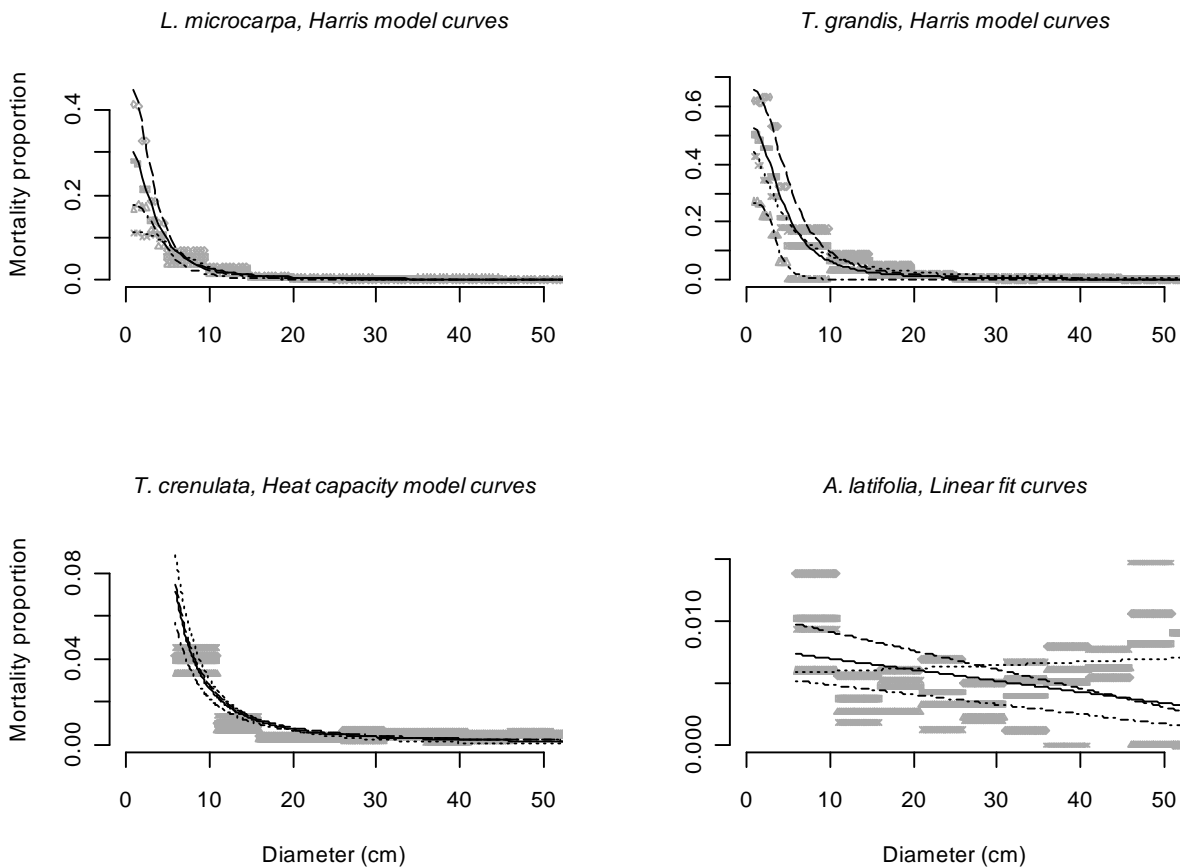 L. microcarpa, Harris model curves
Mortality proportion
0.0 0.2 0.4
0 10 20 30 40 50
T. grandis, Harris model curves
0.0 0.2 0.4 0.6
0 10 20 30 40 50
T. crenulata, Heat capacity model curves
Mortality proportion
0.00 0.04 0.08
0 10 20 30 40 50
Diameter (cm)
A. latifolia, Linear fit curves
0.000 0.010
0 10 20 30 40 50
Diameter (cm)